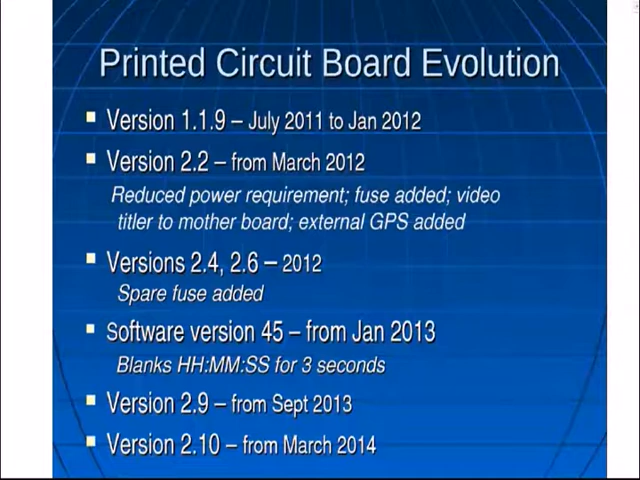 Printed Circuit Board Evolution
Version 1.1.9 – July 2011 to Jan 2012
Version 2.2 – from March 2012
Reduced power requirement; fuse added; video
titler to mother board; external GPS added
Versions 2.4, 2.6 – 2012
Spare fuse added
Software version 45 – from Jan 2013
Blanks HH:MM:SS for 3 seconds
Version 2.9 – from Sept 2013
Version 2.10 – from March 2014